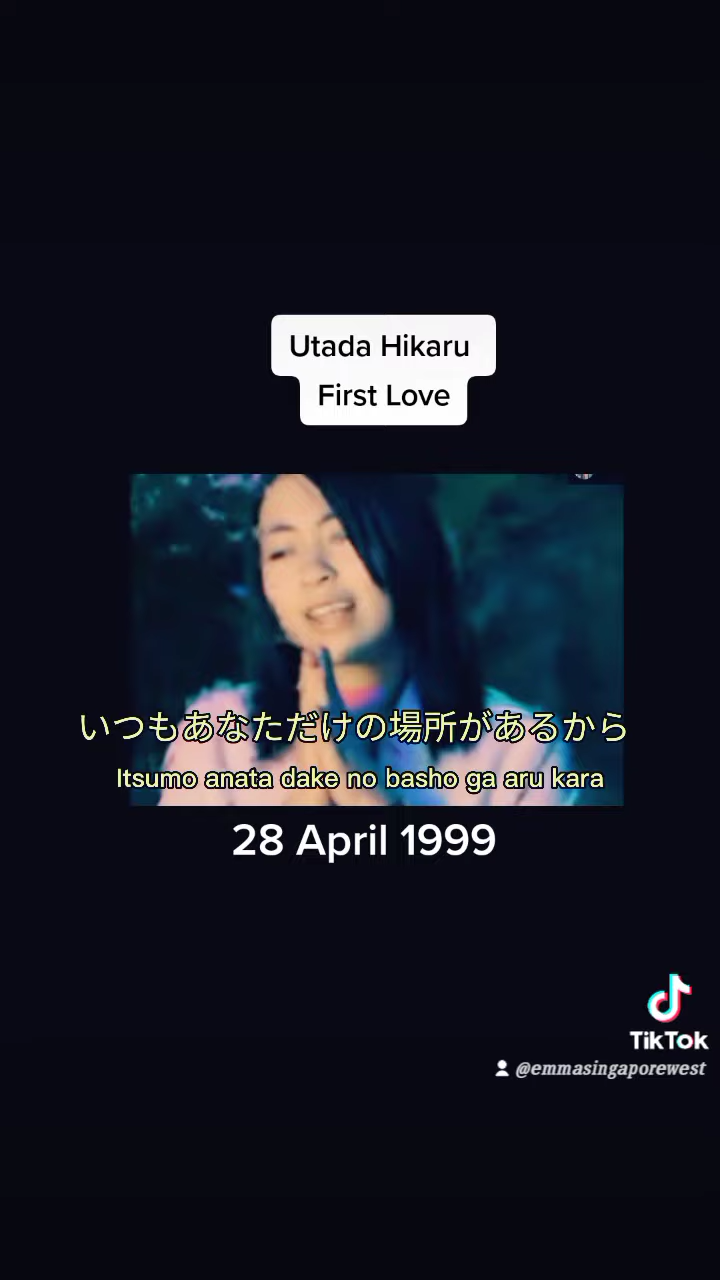 Utada Hikaru
First Love
いつもあなただけの場所があるから
Itsumo anata dake no basho ga aru kara
28 April 1999
TikTok
@emmasingaporewest